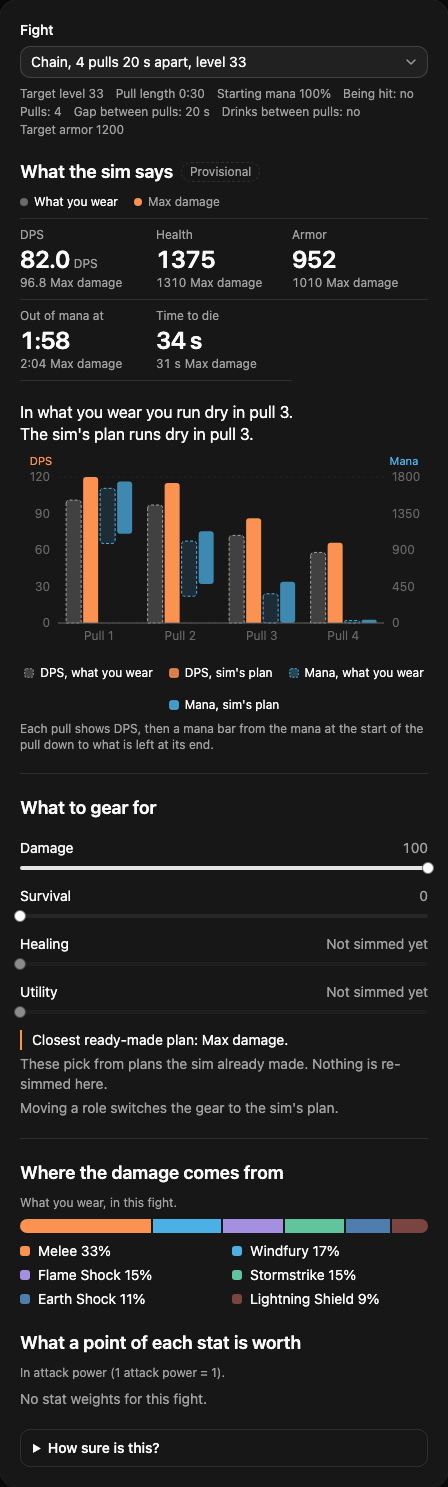 Fight
Chain, 4 pulls 20 s apart, level 33
Target level 33 Pull length 0:30 Starting mana 100% Being hit: no
Pulls: 4 Gap between pulls: 20 s Drinks between pulls: no
Target armor 1200
What the sim says Provisional
What you wear Max damage
DPS Health Armor
82.0 DPS 1375 952
96.8 Max damage 1310 Max damage 1010 Max damage
Out of mana at Time to die
1:58 34 s
2:04 Max damage 31 s Max damage
In what you wear you run dry in pull 3.
The sim's plan runs dry in pull 3.
DPS Mana
120 1800
90 1350
60 900
30 450
0 0
Pull 1 Pull 2 Pull 3 Pull 4
DPS, what you wear DPS, sim's plan Mana, what you wear
Mana, sim's plan
Each pull shows DPS, then a mana bar from the mana at the start of the
pull down to what is left at its end.
What to gear for
Damage 100
Survival 0
Healing Not simmed yet
Utility Not simmed yet
Closest ready-made plan: Max damage.
These pick from plans the sim already made. Nothing is re-
simmed here.
Moving a role switches the gear to the sim's plan.
Where the damage comes from
What you wear, in this fight.
Melee 33% Windfury 17%
Flame Shock 15% Stormstrike 15%
Earth Shock 11% Lightning Shield 9%
What a point of each stat is worth
In attack power (1 attack power = 1).
No stat weights for this fight.
How sure is this?